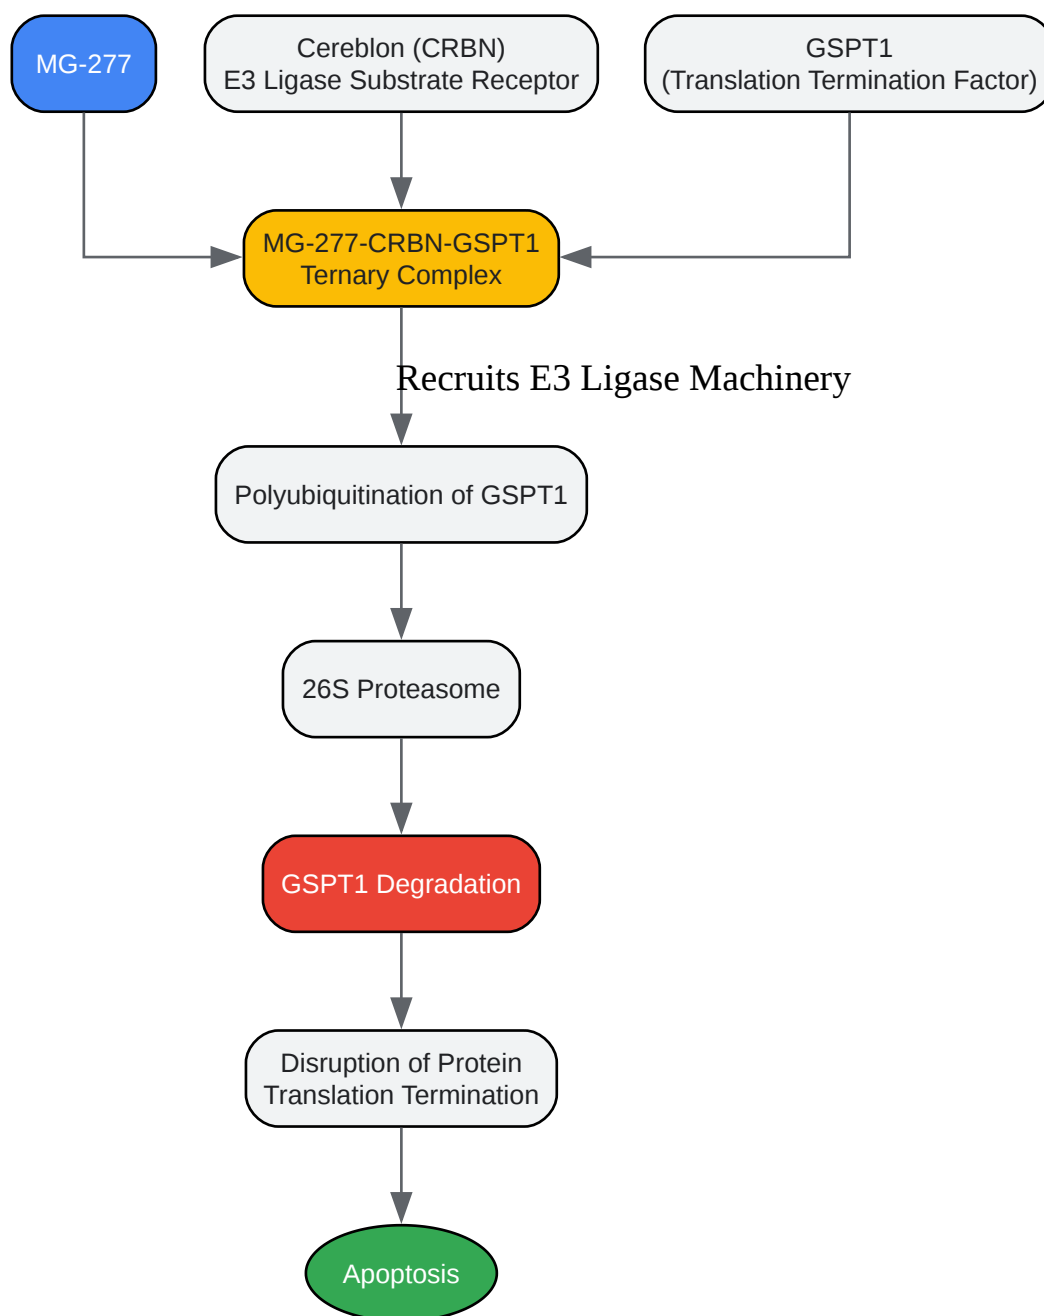 MG-277
Cereblon (CRBN)
E3 Ligase Substrate Receptor
GSPT1
(Translation Termination Factor)
MG-277-CRBN-GSPT1
Ternary Complex
Recruits E3 Ligase Machinery
Polyubiquitination of GSPT1
26S Proteasome
GSPT1 Degradation
Disruption of Protein
Translation Termination
Apoptosis